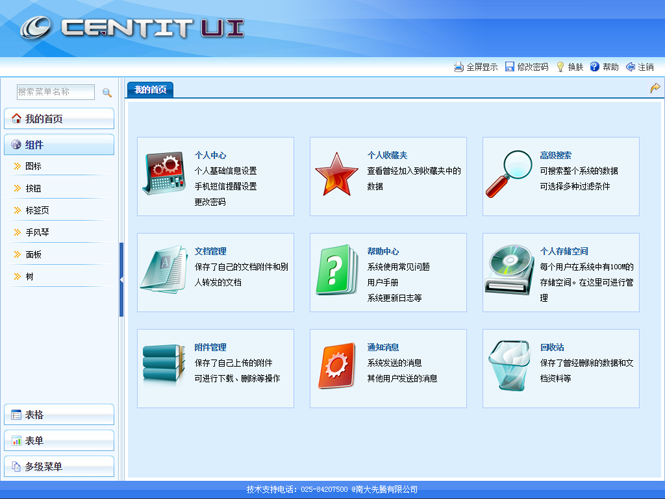 CENTIT UI
全屏显示 修改密码 换肤 帮助 注销
搜索菜单名称
我的首页
我的首页
组件
图标
按钮
标签页
手风琴
面板
树
表格
表单
多级菜单
个人中心
个人基础信息设置
手机短信提醒设置
更改密码
个人收藏夹
查看曾经加入到收藏夹中的
数据
高级搜索
可搜索整个系统的数据
可选择多种过滤条件
文档管理
保存了自己的文档附件和别
人转发的文档
帮助中心
系统使用常见问题
用户手册
系统更新日志等
个人存储空间
每个用户在系统中有100M的
存储空间。在这里可进行管
理
附件管理
保存了自己上传的附件
可进行下载、删除等操作
通知消息
系统发送的消息
其他用户发送的消息
回收站
保存了曾经删除的数据和文
档资料等
技术支持电话：025-84207500 @南大先腾有限公司